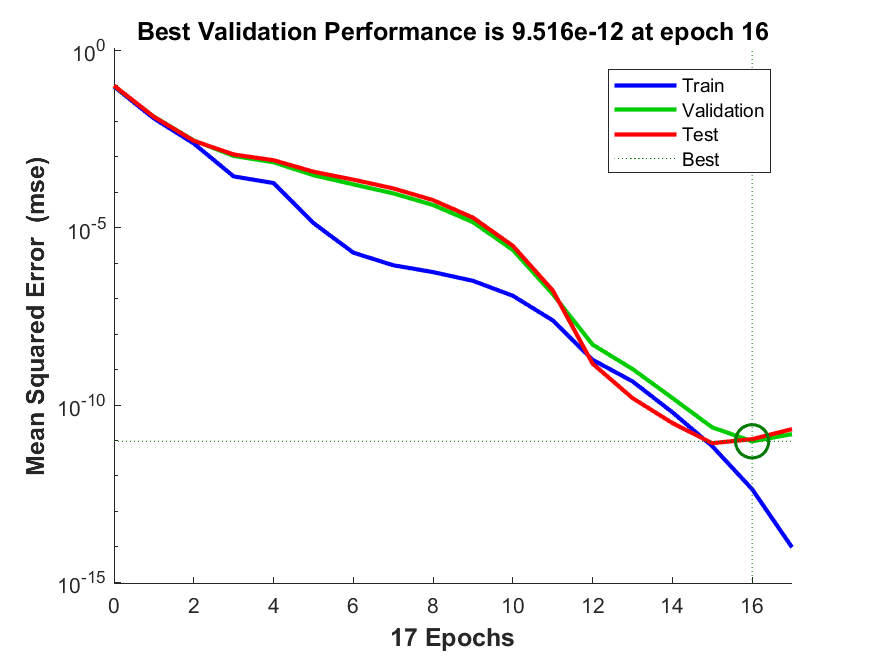 Best Validation Performance is 9.516e-12 at epoch 16
10^0
10^-5
10^-10
10^-15
Mean Squared Error  (mse)
Train
Validation
Test
Best
0 2 4 6 8 10 12 14 16
17 Epochs